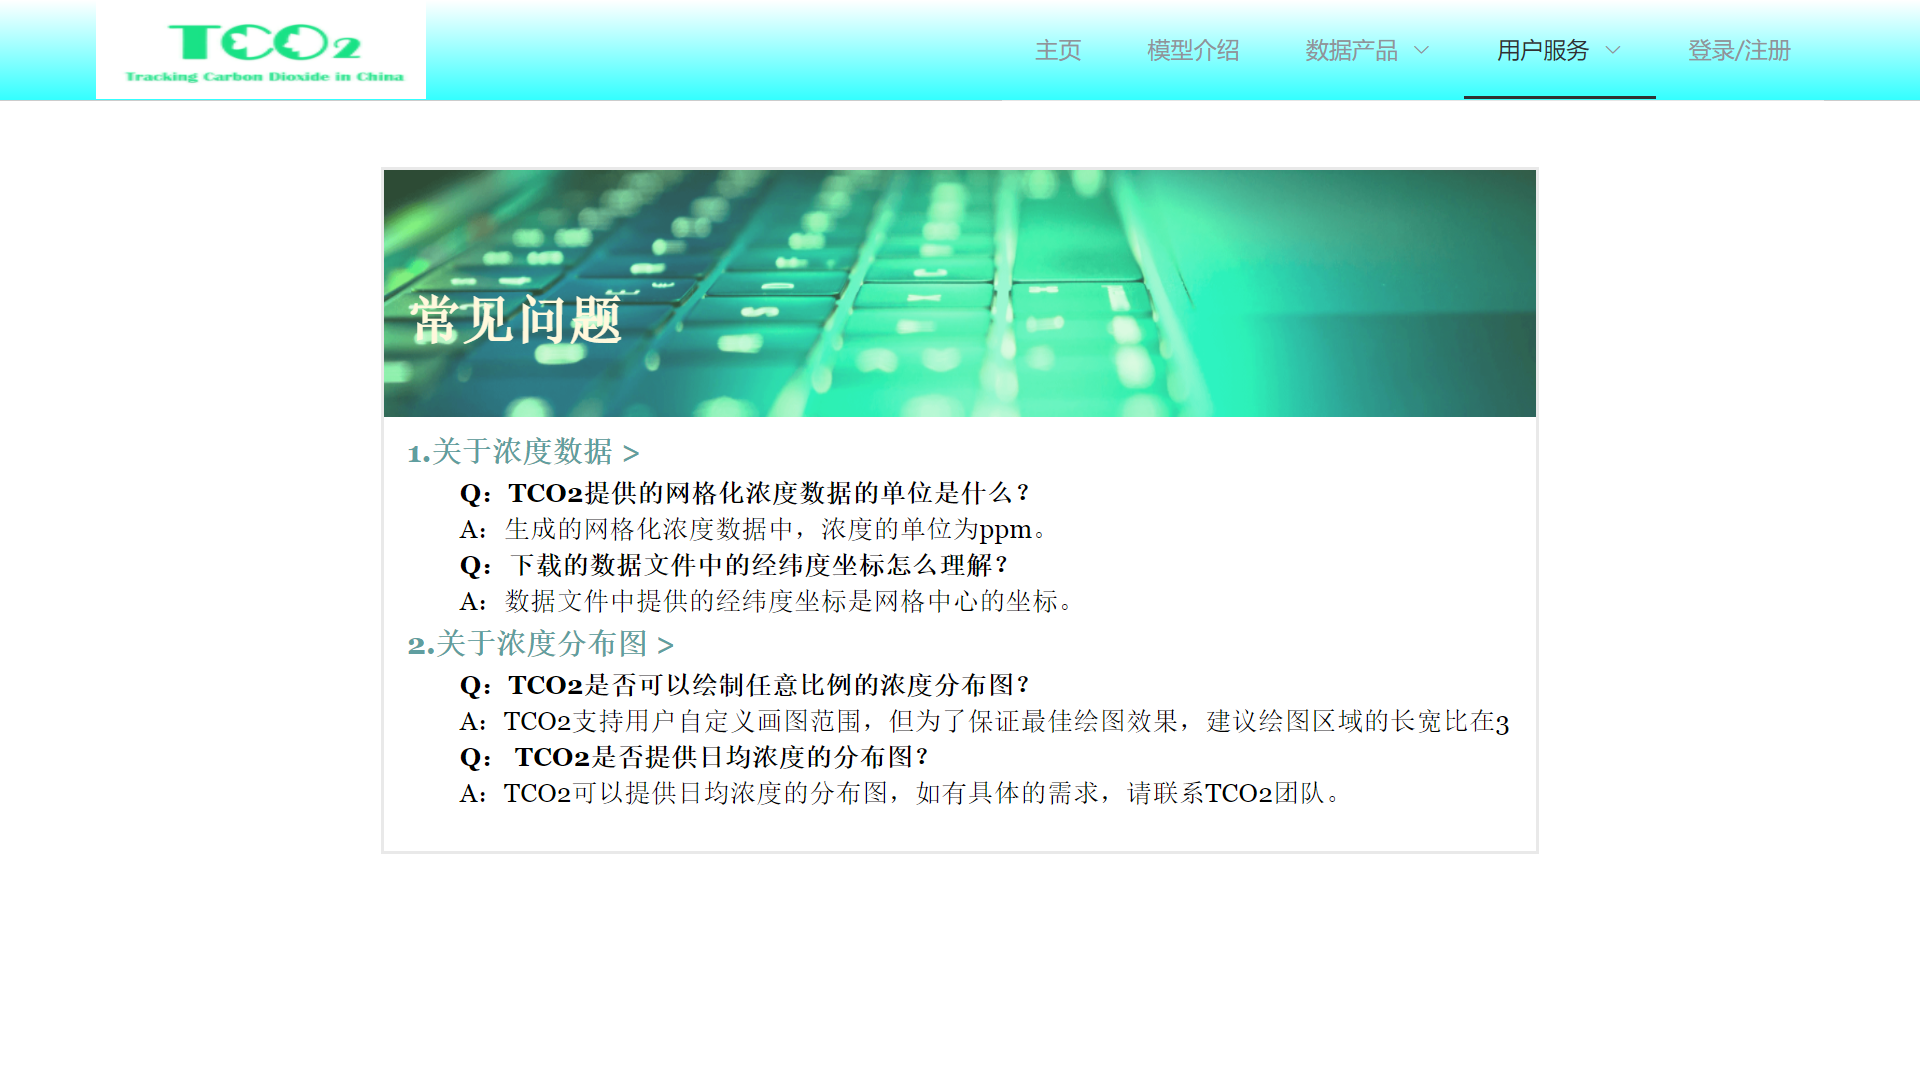 TCO2
Tracking Carbon Dioxide in China
主页
模型介绍
数据产品
用户服务
登录/注册
常见问题
1.关于浓度数据 >
Q：TCO2提供的网格化浓度数据的单位是什么？
A：生成的网格化浓度数据中，浓度的单位为ppm。
Q：下载的数据文件中的经纬度坐标怎么理解？
A：数据文件中提供的经纬度坐标是网格中心的坐标。
2.关于浓度分布图 >
Q：TCO2是否可以绘制任意比例的浓度分布图？
A：TCO2支持用户自定义画图范围，但为了保证最佳绘图效果，建议绘图区域的长宽比在3
Q： TCO2是否提供日均浓度的分布图？
A：TCO2可以提供日均浓度的分布图，如有具体的需求，请联系TCO2团队。